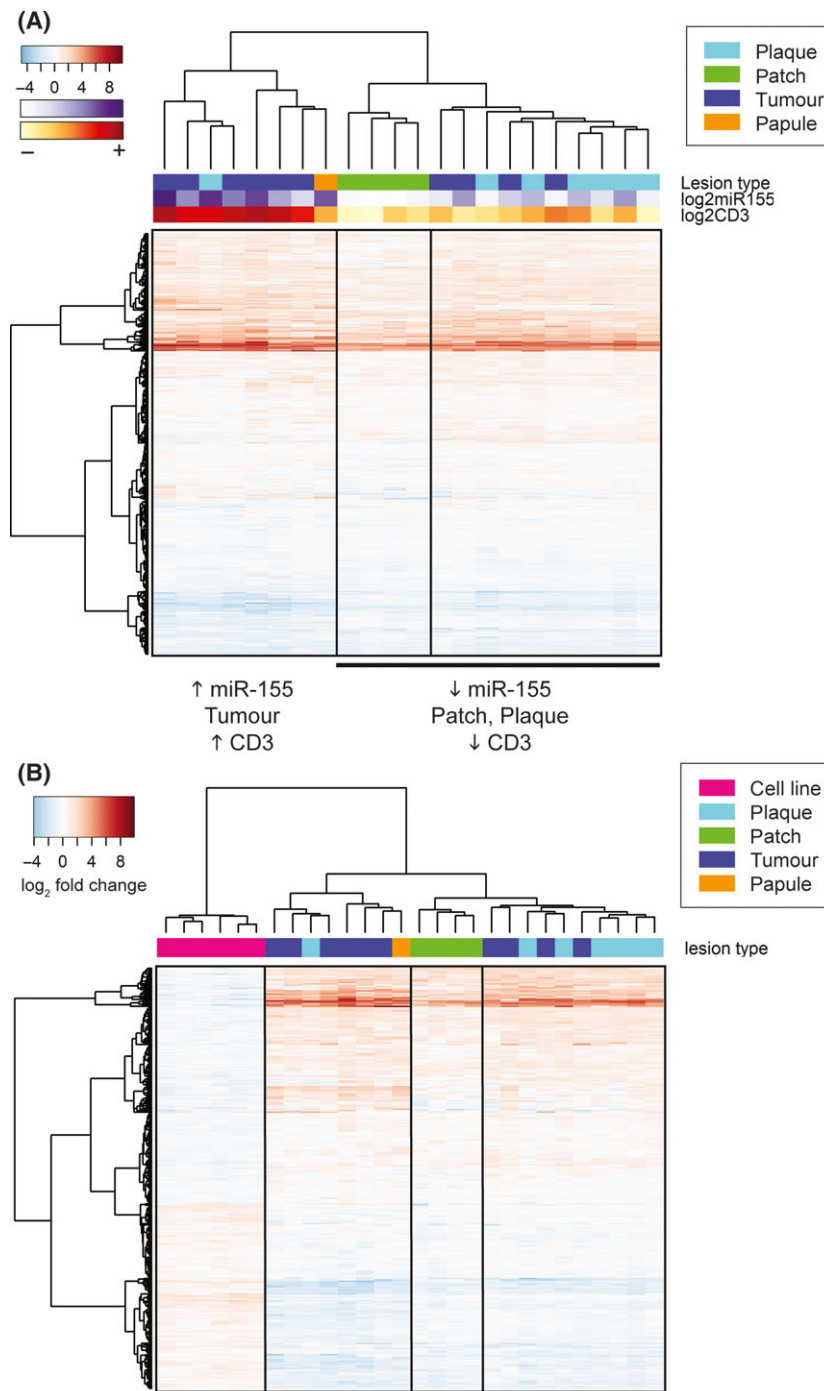 (A)
−4 0 4 8
− +
Plaque
Patch
Tumour
Papule
Lesion type
log2miR155
log2CD3
↑ miR-155
Tumour
↑ CD3
↓ miR-155
Patch, Plaque
↓ CD3
(B)
−4 0 4 8
log₂ fold change
Cell line
Plaque
Patch
Tumour
Papule
lesion type